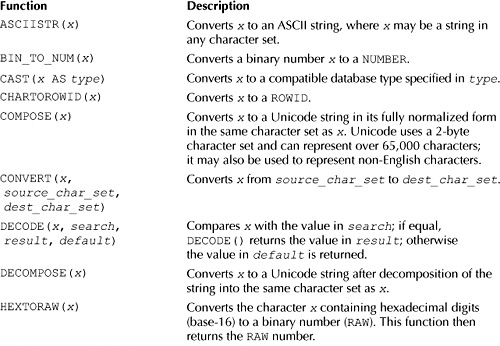 Function Description
ASCIISTR(x) Converts x to an ASCII string, where x may be a string in
any character set.
BIN_TO_NUM(x) Converts a binary number x to a NUMBER.
CAST(x AS type) Converts x to a compatible database type specified in type.
CHARTOROWID(x) Converts x to a ROWID.
COMPOSE(x) Converts x to a Unicode string in its fully normalized form
in the same character set as x. Unicode uses a 2-byte
character set and can represent over 65,000 characters;
it may also be used to represent non-English characters.
CONVERT(x, Converts x from source_char_set to dest_char_set.
source_char_set,
dest_char_set)
DECODE(x, search, Compares x with the value in search; if equal,
result, default) DECODE() returns the value in result; otherwise
the value in default is returned.
DECOMPOSE(x) Converts x to a Unicode string after decomposition of the
string into the same character set as x.
HEXTORAW(x) Converts the character x containing hexadecimal digits
(base-16) to a binary number (RAW). This function then
returns the RAW number.